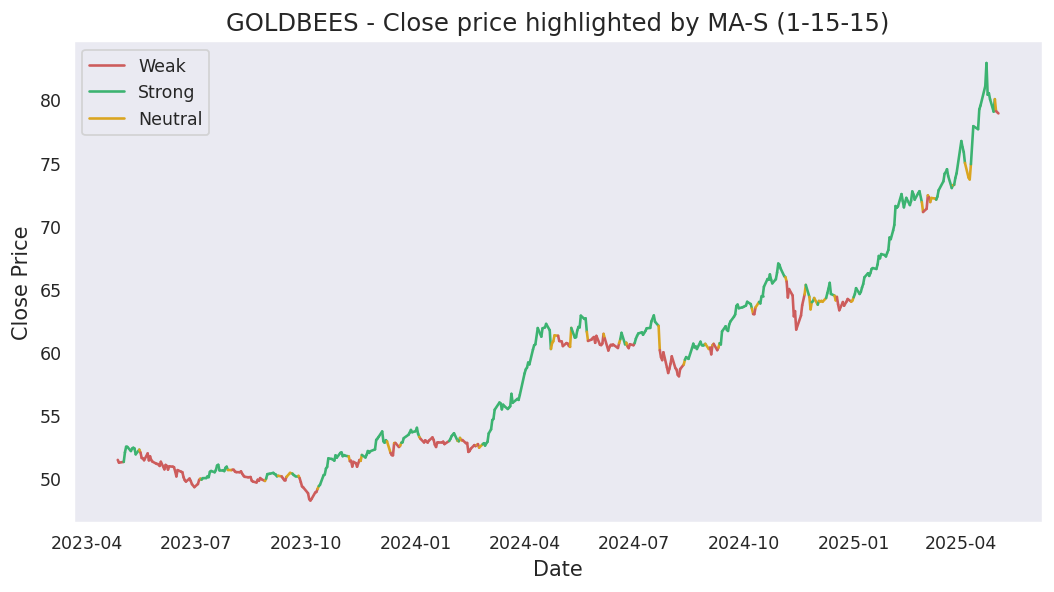 GOLDBEES - Close price highlighted by MA-S (1-15-15)
Weak
Strong
Neutral
Close Price
80
75
70
65
60
55
50
2023-04 2023-07 2023-10 2024-01 2024-04 2024-07 2024-10 2025-01 2025-04
Date